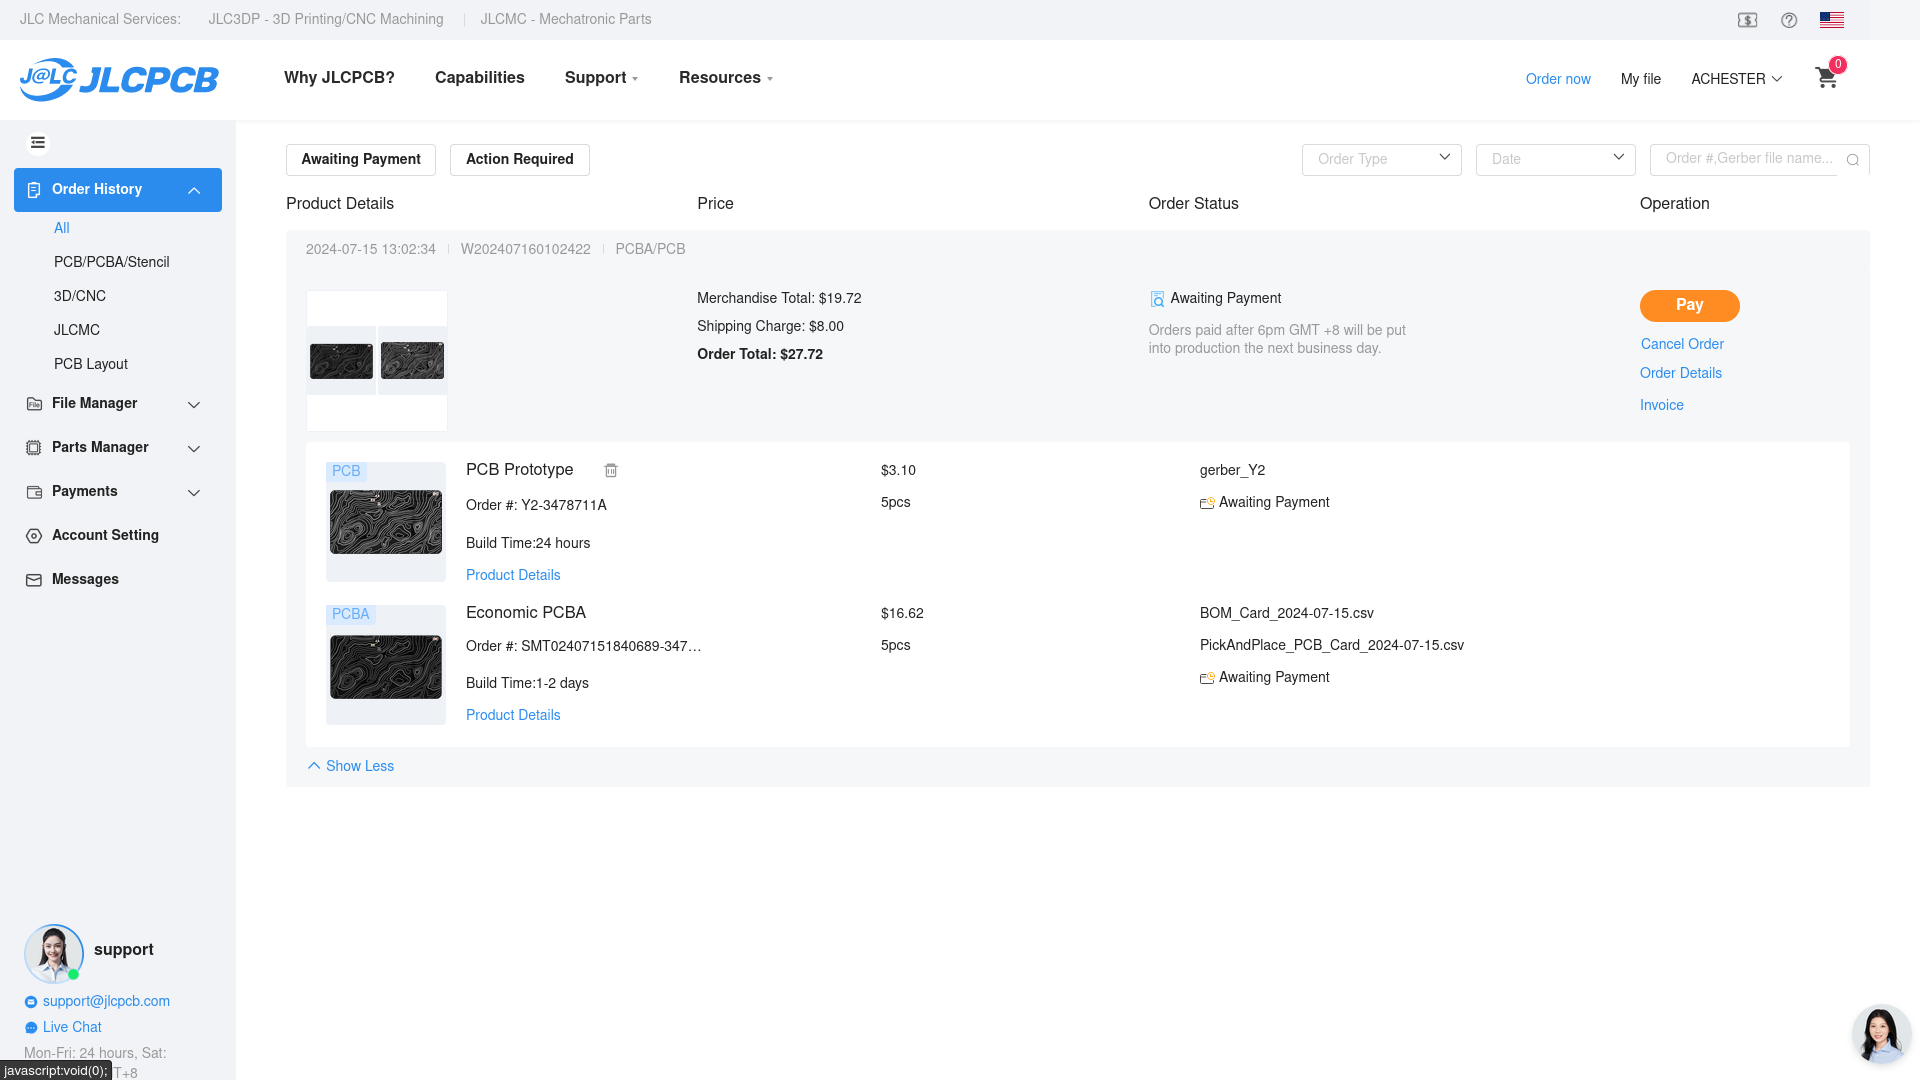 JLC Mechanical Services: JLC3DP - 3D Printing/CNC Machining JLCMC - Mechatronic Parts
J@LC JLCPCB
Why JLCPCB? Capabilities Support Resources
Order now My file ACHESTER 0
Awaiting Payment Action Required
Order Type Date Order #,Gerber file name...
Order History
All
PCB/PCBA/Stencil
3D/CNC
JLCMC
PCB Layout
File Manager
Parts Manager
Payments
Account Setting
Messages
Product Details Price Order Status Operation
2024-07-15 13:02:34 W202407160102422 PCBA/PCB
Merchandise Total: $19.72
Shipping Charge: $8.00
Order Total: $27.72
Awaiting Payment
Orders paid after 6pm GMT +8 will be put
into production the next business day.
Pay
Cancel Order
Order Details
Invoice
PCB
PCB Prototype
Order #: Y2-3478711A
Build Time:24 hours
Product Details
$3.10
5pcs
gerber_Y2
Awaiting Payment
PCBA
Economic PCBA
Order #: SMT02407151840689-347...
Build Time:1-2 days
Product Details
$16.62
5pcs
BOM_Card_2024-07-15.csv
PickAndPlace_PCB_Card_2024-07-15.csv
Awaiting Payment
Show Less
support
support@jlcpcb.com
Live Chat
Mon-Fri: 24 hours, Sat:
T+8
javascript:void(0);